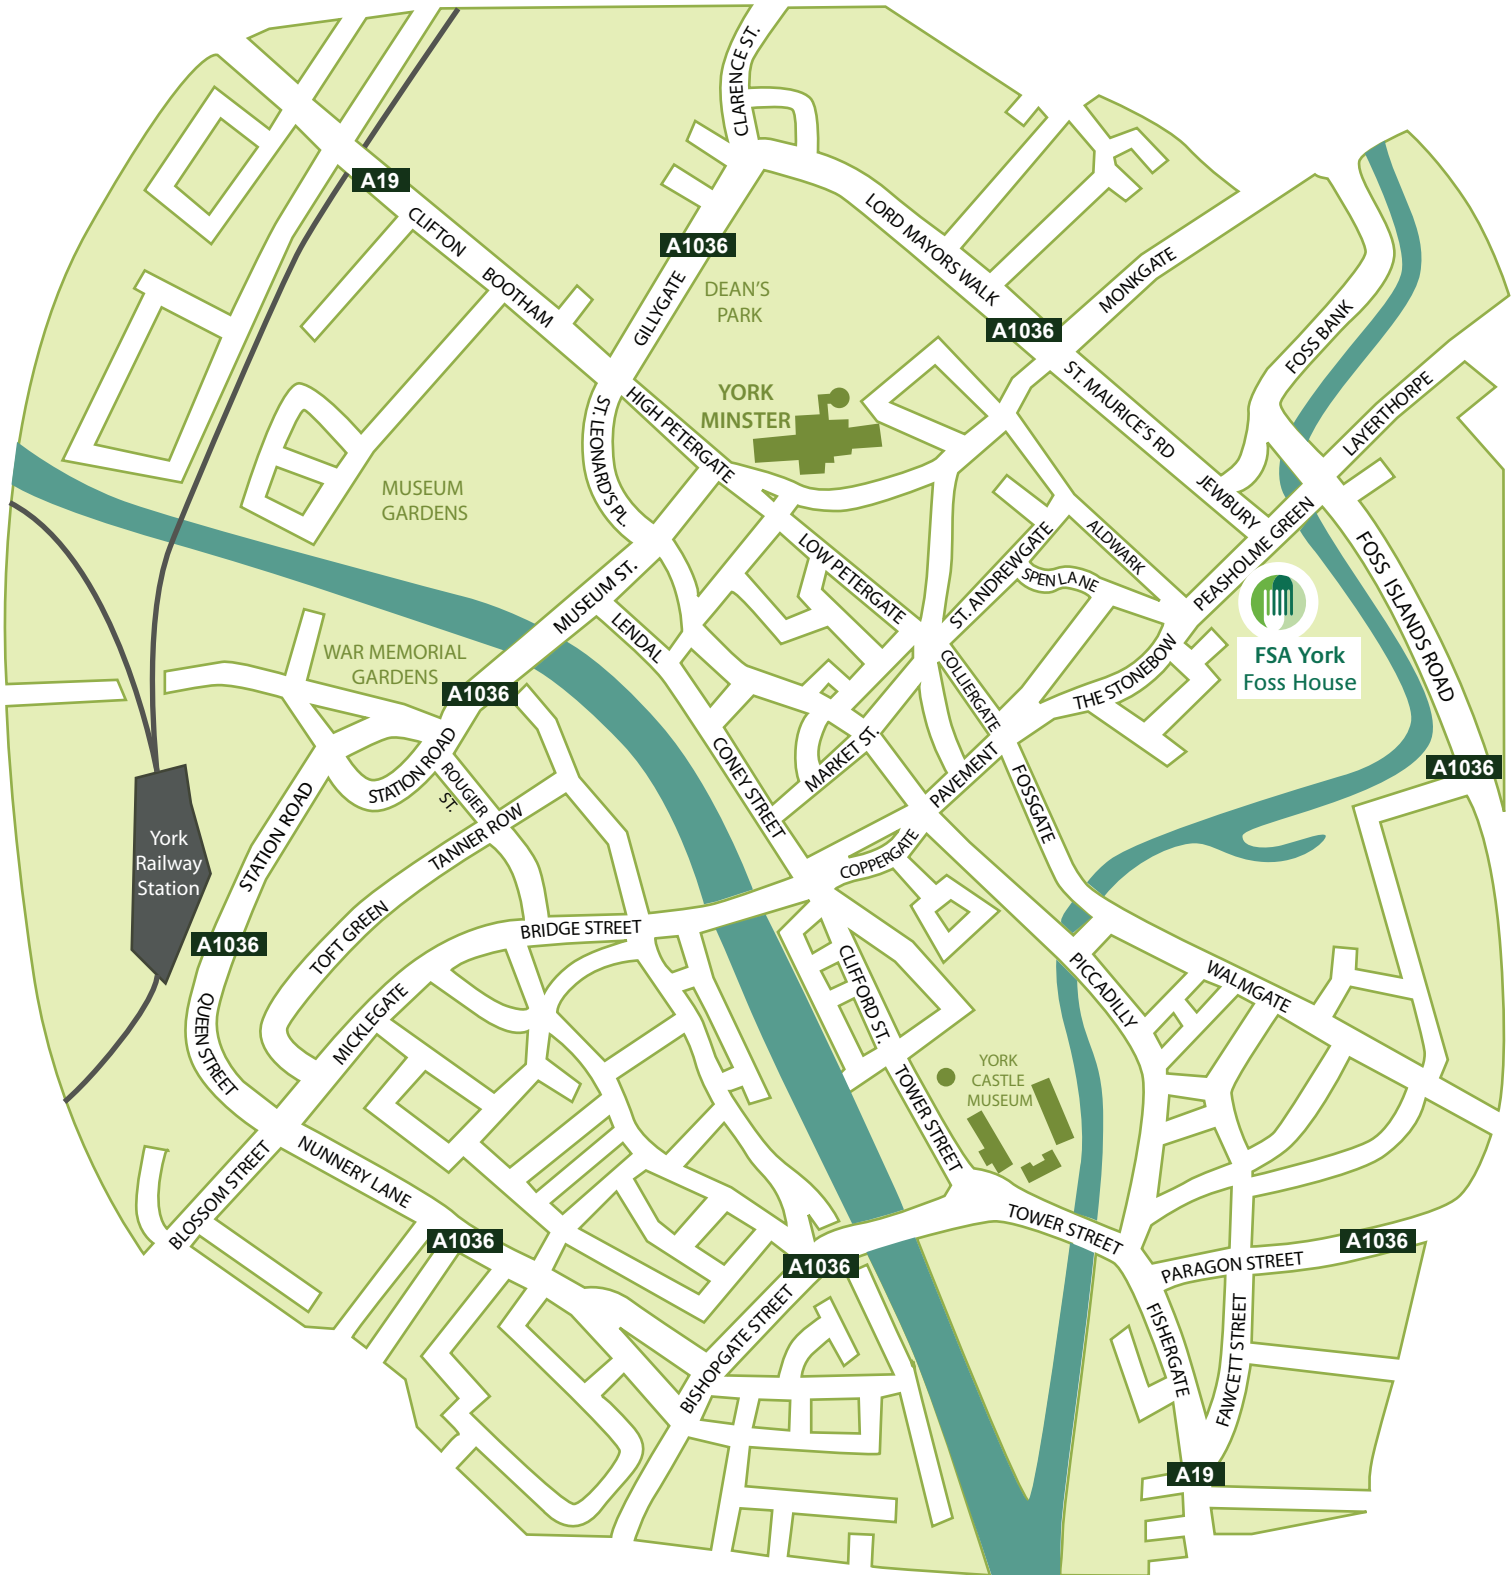 CLARENCE ST.
A19
CLIFTON
BOOTHAM
A1036
GILLYGATE
DEAN'S
PARK
LORD MAYORS WALK
A1036
MONKGATE
FOSS BANK
LAYERTHORPE
ST. MAURICE'S RD
JEWBURY
YORK
MINSTER
HIGH PETERGATE
ST. LEONARD'S PL.
MUSEUM
GARDENS
LOW PETERGATE
ST. ANDREWGATE
ALDWARK
SPEN LANE
PEASHOLME GREEN
FOSS ISLANDS ROAD
FSA York
Foss House
MUSEUM ST.
LENDAL
WAR MEMORIAL
GARDENS
A1036
COLLIERGATE
THE STONEBOW
STATION ROAD
ROUGIER
ST.
CONEY STREET
MARKET ST.
PAVEMENT
FOSSGATE
A1036
York
Railway
Station
STATION ROAD
TANNER ROW
COPPERGATE
TOFT GREEN
BRIDGE STREET
A1036
CLIFFORD ST.
PICCADILLY
WALMGATE
QUEEN STREET
MICKLEGATE
YORK
CASTLE
MUSEUM
TOWER STREET
BLOSSOM STREET
NUNNERY LANE
A1036
TOWER STREET
A1036
PARAGON STREET
A1036
BISHOPGATE STREET
FISHERGATE
FAWCETT STREET
A19